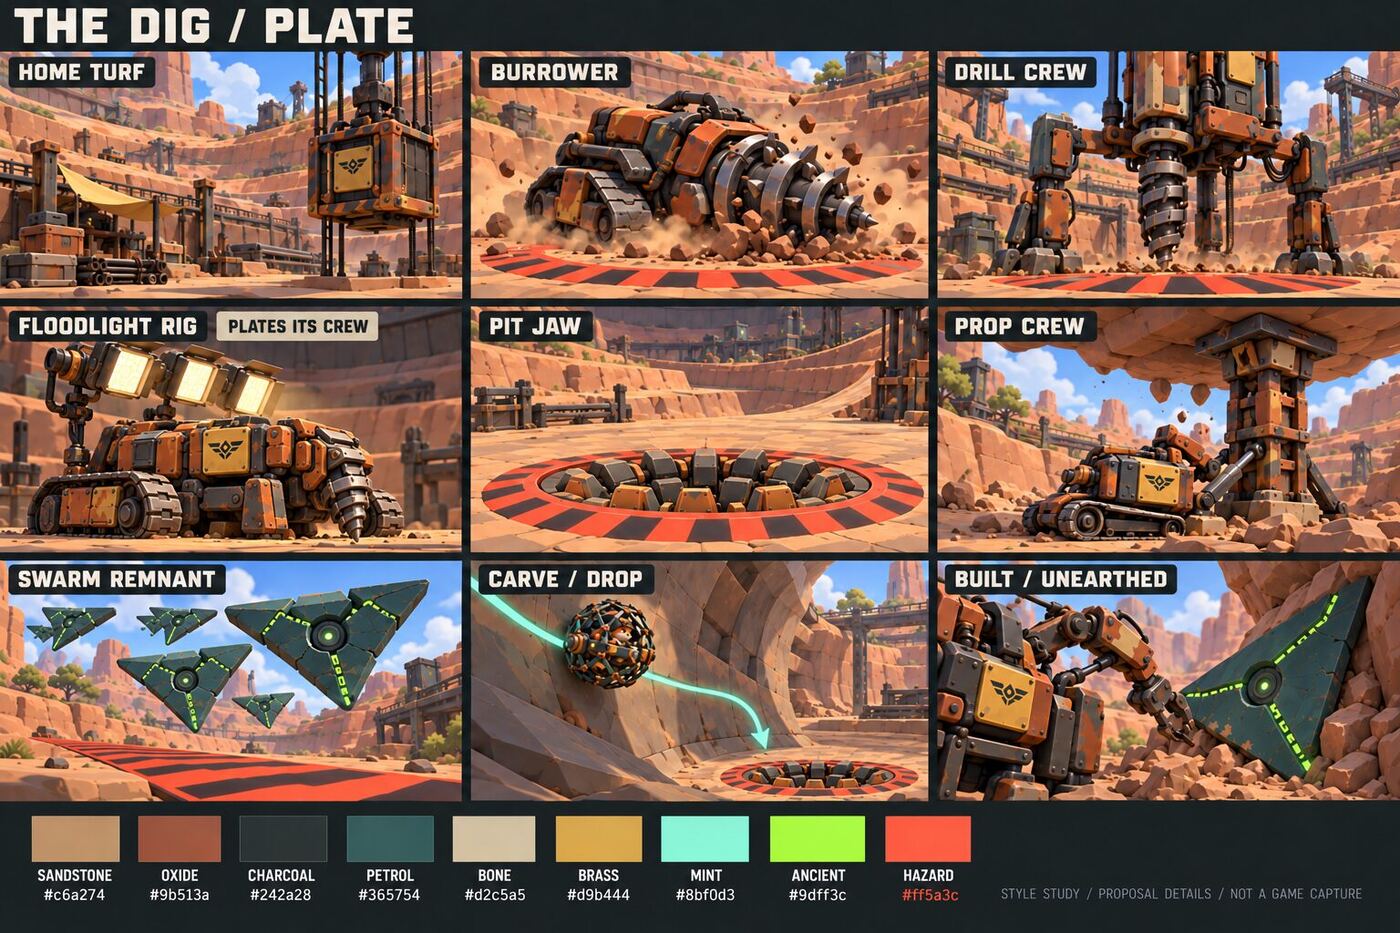 THE DIG / PLATE
HOME TURF
BURROWER
DRILL CREW
FLOODLIGHT RIG
PLATES ITS CREW
PIT JAW
PROP CREW
SWARM REMNANT
CARVE / DROP
BUILT / UNEARTHED
SANDSTONE
#c6a274
OXIDE
#9b513a
CHARCOAL
#242a28
PETROL
#365754
BONE
#d2c5a5
BRASS
#d9b444
MINT
#8bf0d3
ANCIENT
#9dff3c
HAZARD
#ff5a3c
STYLE STUDY / PROPOSAL DETAILS / NOT A GAME CAPTURE